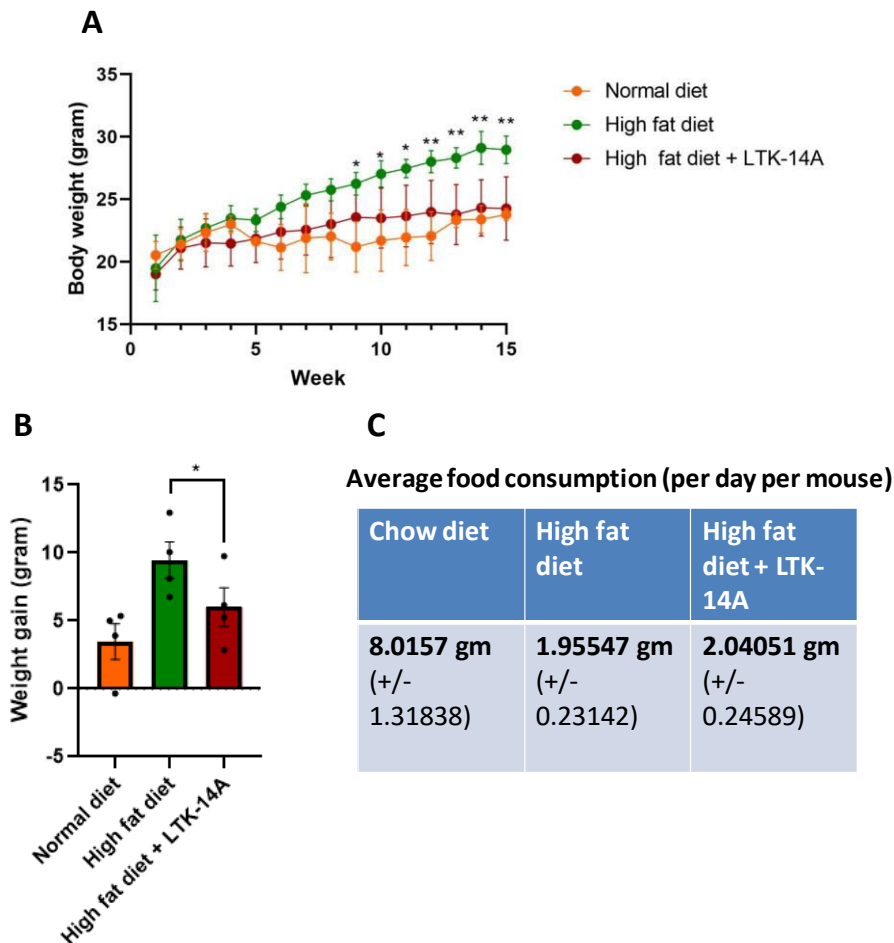 A
35
30
25
20
15
0
5
10
15
Body weight (gram)
Week
* * * ** ** ** **
Normal diet
High fat diet
High fat diet + LTK-14A
B
15
10
5
0
-5
Weight gain (gram)
*
Normal diet
High fat diet
High fat diet + LTK-14A
C
Average food consumption (per day per mouse)
Chow diet
High fat
diet
High fat
diet + LTK-
14A
8.0157 gm
(+/-
1.31838)
1.95547 gm
(+/-
0.23142)
2.04051 gm
(+/-
0.24589)